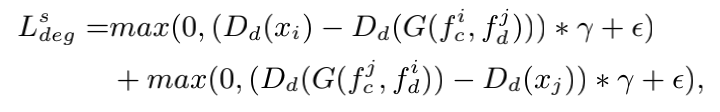 L^s_{deg} = max(0, (D_d(x_i) − D_d(G(f^i_c, f^j_d))) ∗ γ + ϵ)
+ max(0, (D_d(G(f^j_c, f^i_d)) − D_d(x_j)) ∗ γ + ϵ),